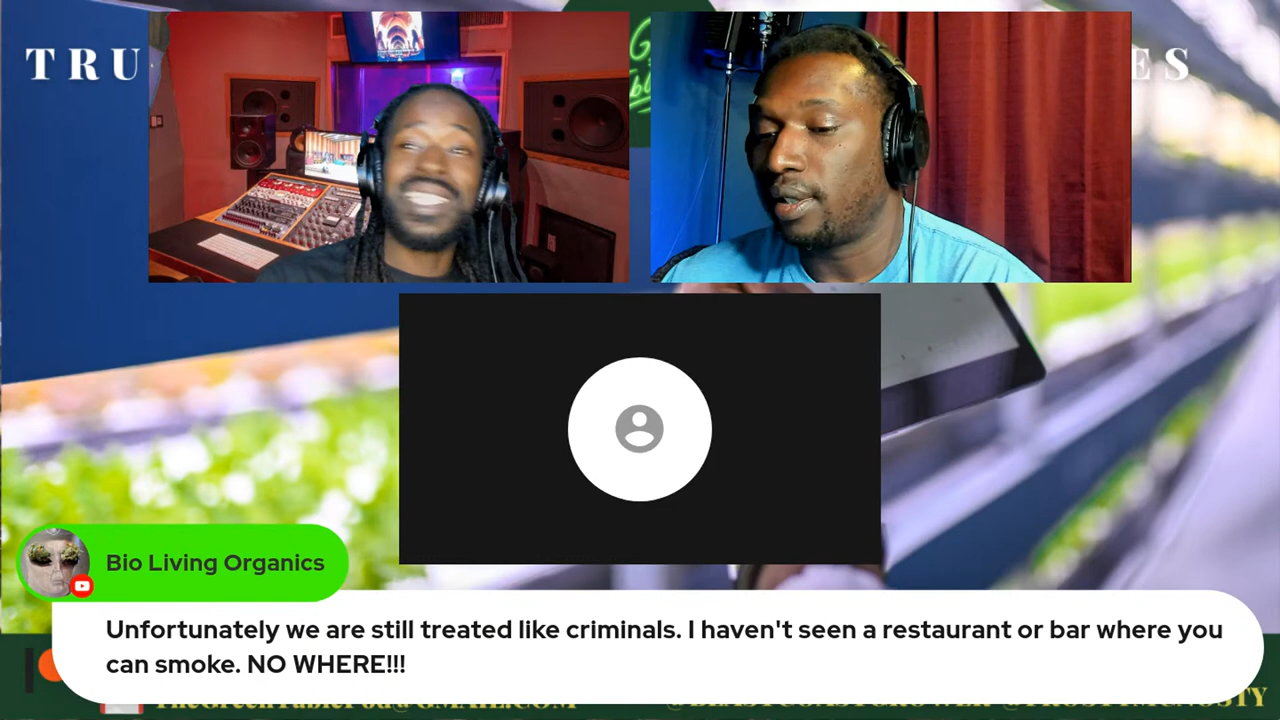 TRU
ES
Bio Living Organics
Unfortunately we are still treated like criminals. I haven't seen a restaurant or bar where you
can smoke. NO WHERE!!!